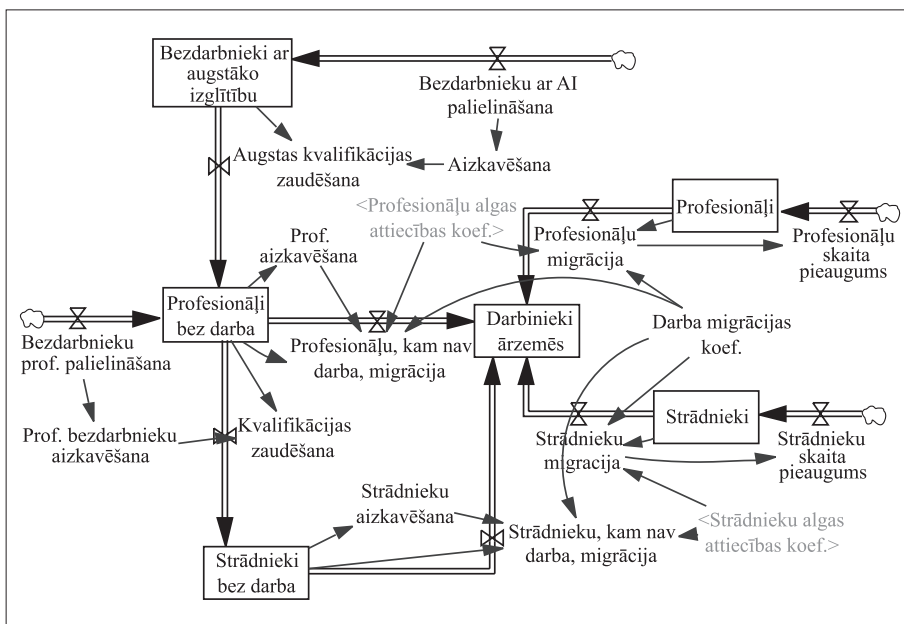 Bezdarbnieki ar
augstāko
izglītību
Bezdarbnieku ar AI
palielināšana
Augstas kvalifikācijas
zaudēšana
Aizkavēšana
<Profesionāļu algas
attiecības koef.>
Profesionāļi
Prof.
aizkavēšana
Profesionāļu
migrācija
Profesionāļu
skaita
pieaugums
Profesionāļi
bez darba
Darbinieki
ārzemēs
Darba migrācijas
koef.
Bezdarbnieku
prof. palielināšana
Profesionāļu, kam nav
darba, migrācija
Strādnieki
Prof. bezdarbnieku
aizkavēšana
Kvalifikācijas
zaudēšana
Strādnieku
migracija
Strādnieku
skaita
pieaugums
Strādnieku
aizkavēšana
Strādnieku, kam nav
darba, migrācija
<Strādnieku algas
attiecības koef.>
Strādnieki
bez darba